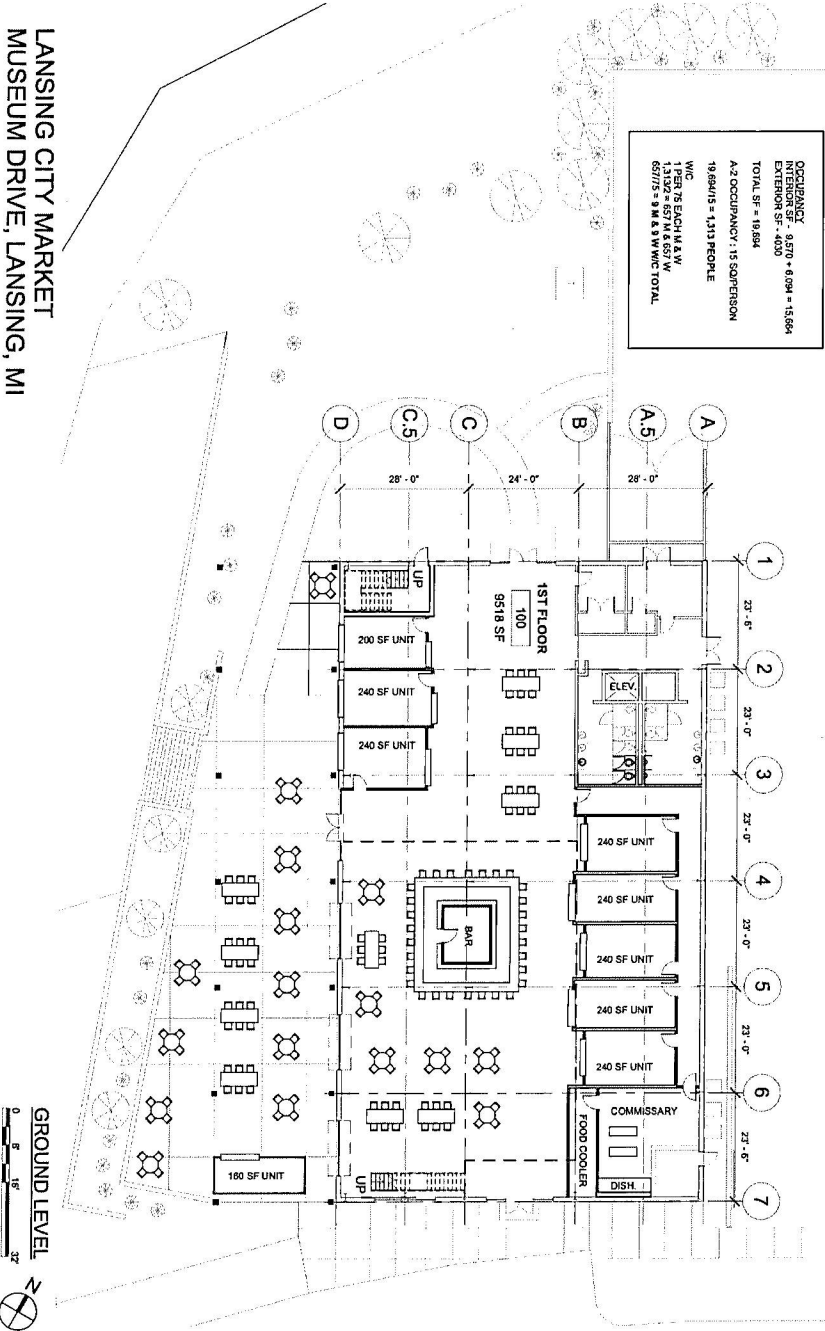 LANSING CITY MARKET
MUSEUM DRIVE, LANSING, MI
OCCUPANCY
INTERIOR SF - 9,570 + 6,094 = 15,664
EXTERIOR SF - 4030
TOTAL SF = 19,694
A-2 OCCUPANCY : 15 SQ/PERSON
19,694/15 = 1,313 PEOPLE
W/C
1 PER 75 EACH M & W
1,313/2 = 657 M & 657 W
657/75 = 9 M & 9 W W/C TOTAL
A
A.5
B
C
C.5
D
28' - 0"
24' - 0"
28' - 0"
1
2
3
4
5
6
7
23' - 6"
23' - 0"
23' - 0"
23' - 0"
23' - 0"
23' - 6"
1ST FLOOR
100
9518 SF
UP
200 SF UNIT
240 SF UNIT
240 SF UNIT
ELEV.
240 SF UNIT
240 SF UNIT
240 SF UNIT
240 SF UNIT
240 SF UNIT
BAR
COMMISSARY
FOOD COOLER
DISH.
UP
160 SF UNIT
GROUND LEVEL
0
8'
16'
32'
N